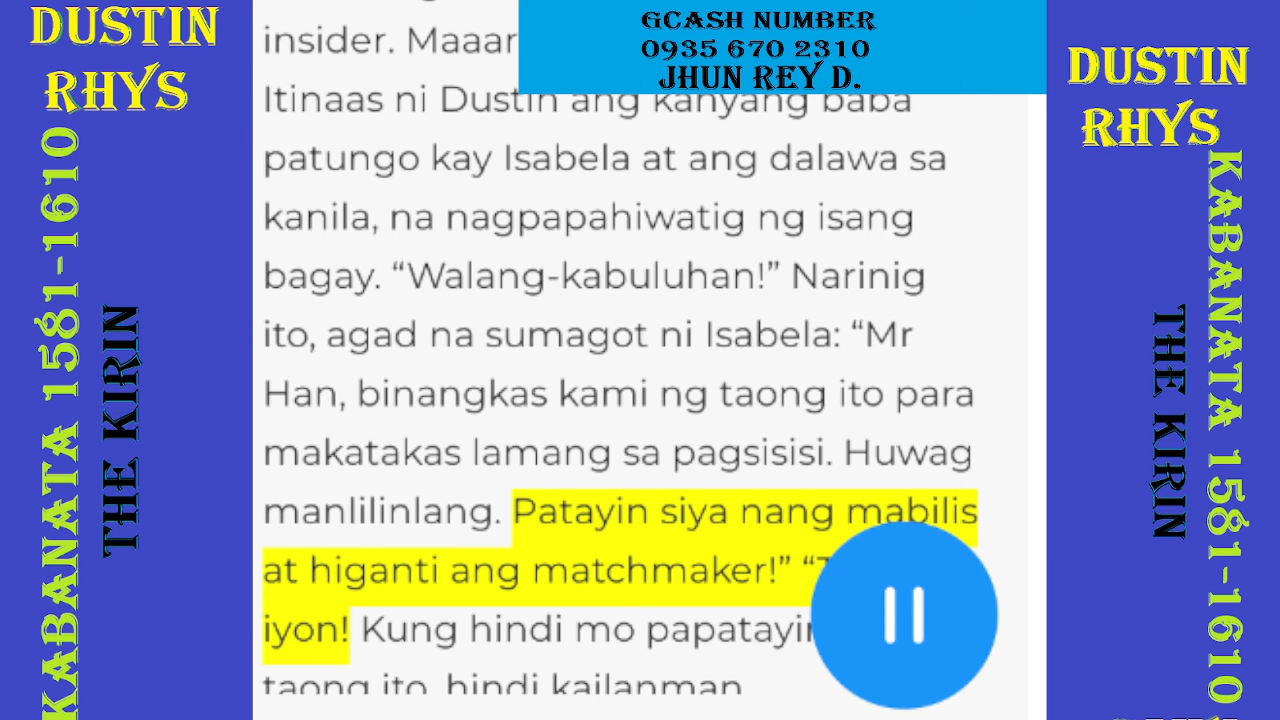 DUSTIN
RHYS
KABANATA 1581-1610
THE KIRIN
GCASH NUMBER
0935 670 2310
JHUN REY D.
insider. Maaar
Itinaas ni Dustin ang kanyang baba
patungo kay Isabela at ang dalawa sa
kanila, na nagpapahiwatig ng isang
bagay. “Walang-kabuluhan!” Narinig
ito, agad na sumagot ni Isabela: “Mr
Han, binangkas kami ng taong ito para
makatakas lamang sa pagsisisi. Huwag
manlilinlang. Patayin siya nang mabilis
at higanti ang matchmaker!”
iyon! Kung hindi mo
taong ito, hindi kailanman
DUSTIN
RHYS
KABANATA 1581-1610
THE KIRIN